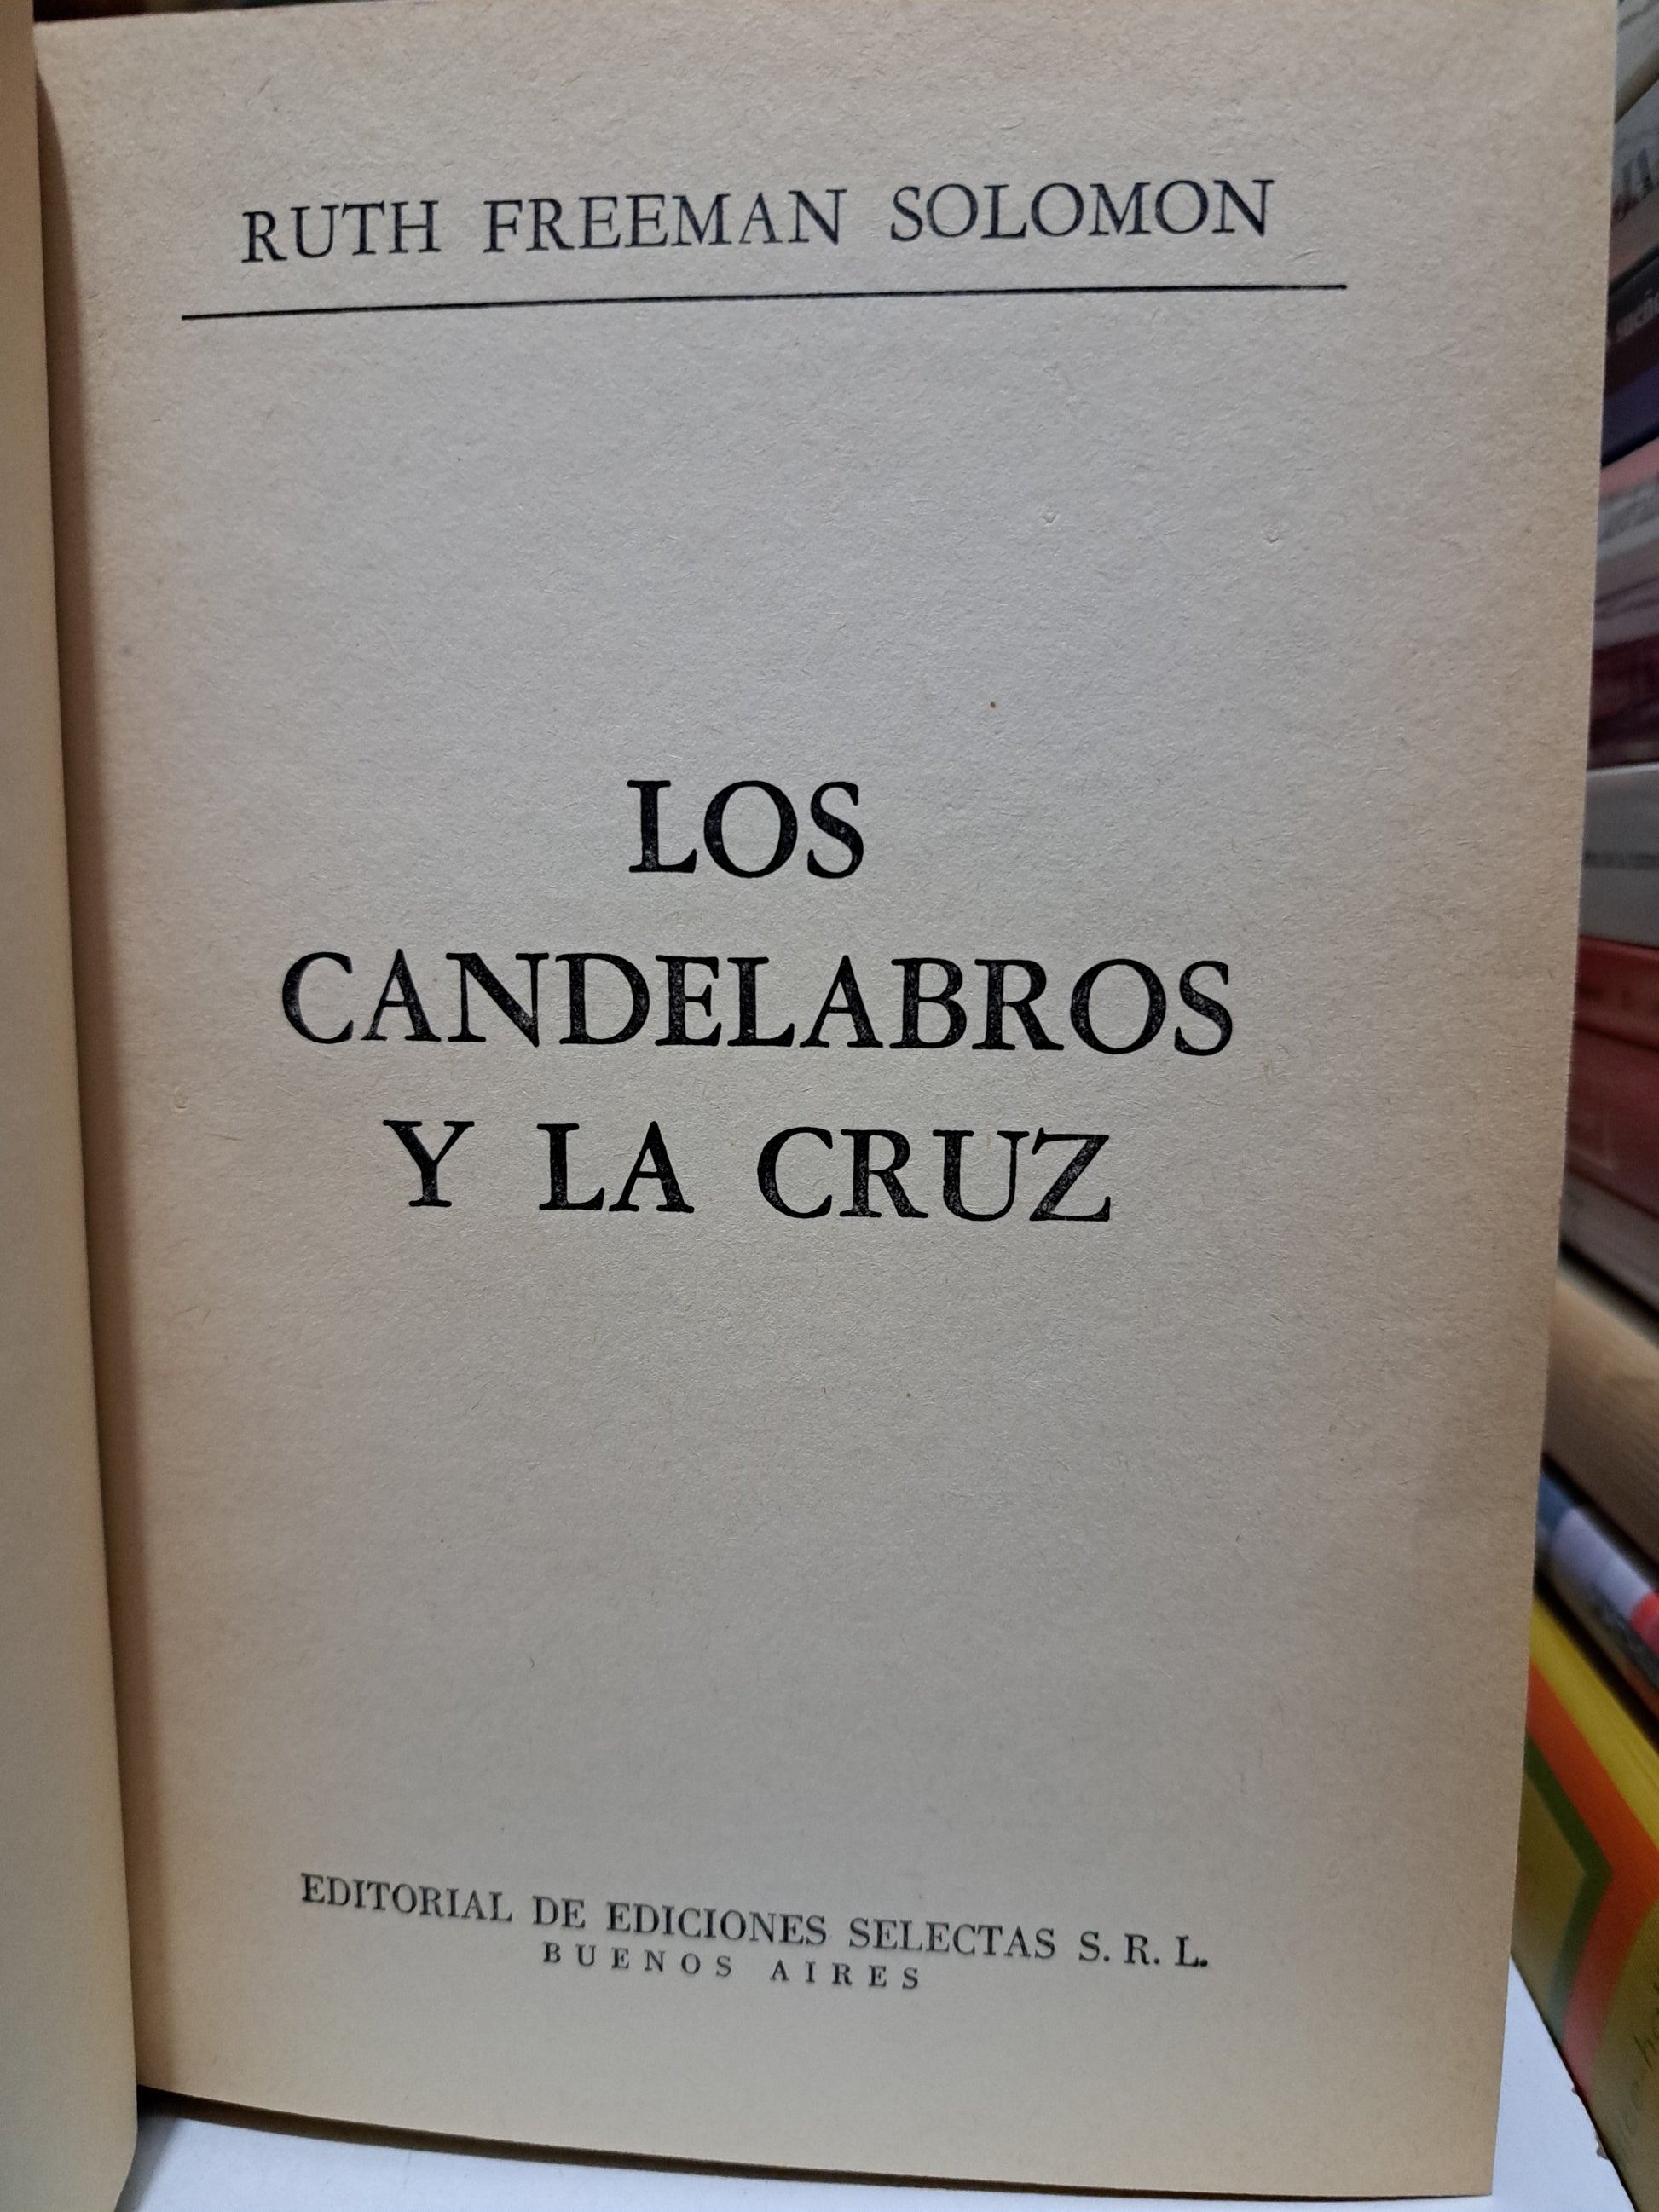 RUTH FREEMAN SOLOMON
LOS
CANDELABROS
Y LA CRUZ
EDITORIAL DE EDICIONES SELECTAS S. R. L.
BUENOS AIRES